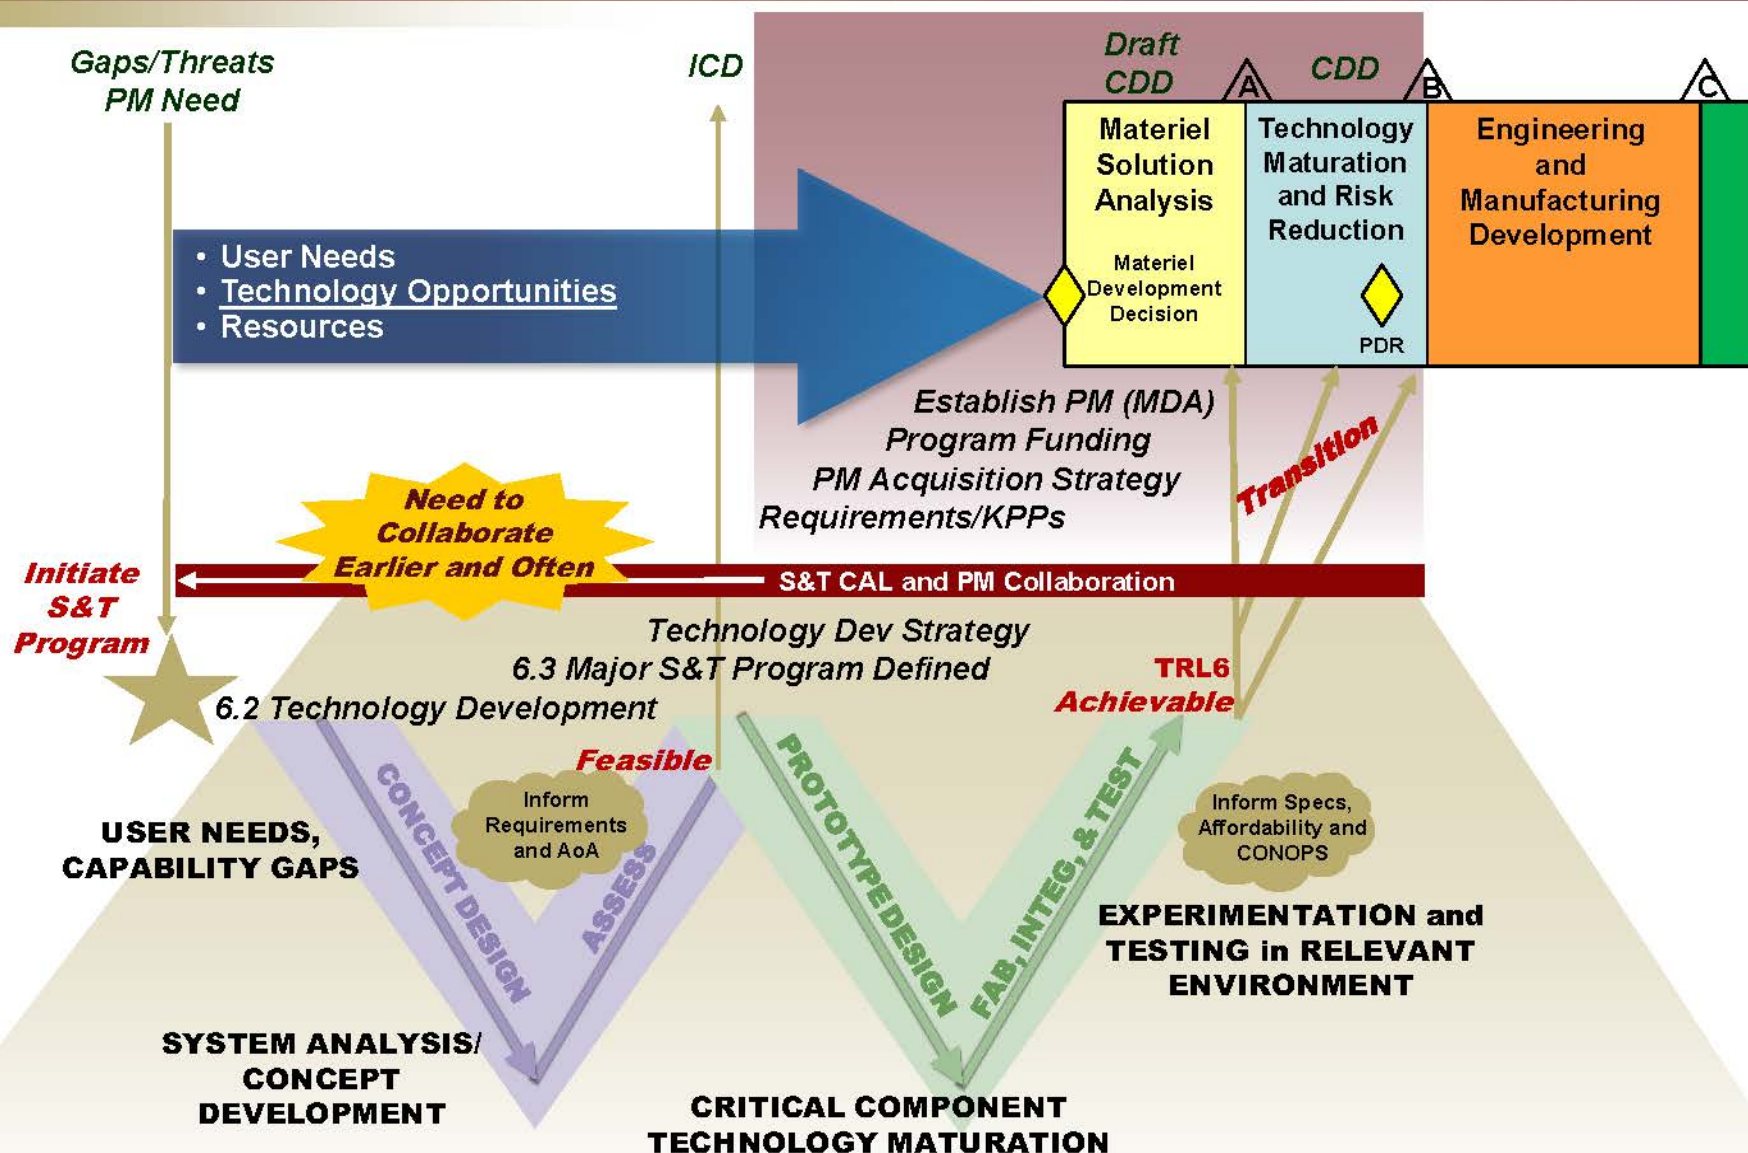 Gaps/Threats
PM Need
ICD
Draft
CDD
A
CDD
B
C
Materiel
Solution
Analysis
Materiel
Development
Decision
Technology
Maturation
and Risk
Reduction
PDR
Engineering
and
Manufacturing
Development
• User Needs
• Technology Opportunities
• Resources
Establish PM (MDA)
Program Funding
PM Acquisition Strategy
Requirements/KPPs
Transition
Need to
Collaborate
Earlier and Often
Initiate
S&T
Program
S&T CAL and PM Collaboration
Technology Dev Strategy
6.3 Major S&T Program Defined
6.2 Technology Development
TRL6
Achievable
Feasible
Inform
Requirements
and AoA
CONCEPT DESIGN
ASSESS
PROTOTYPE DESIGN
FAB, INTEG, & TEST
Inform Specs,
Affordability and
CONOPS
USER NEEDS,
CAPABILITY GAPS
EXPERIMENTATION and
TESTING in RELEVANT
ENVIRONMENT
SYSTEM ANALYSIS/
CONCEPT
DEVELOPMENT
CRITICAL COMPONENT
TECHNOLOGY MATURATION